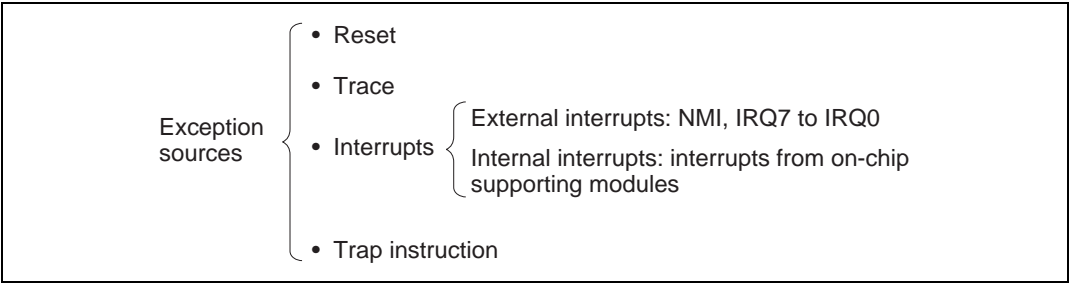 • Reset
• Trace
Exception
sources
• Interrupts
External interrupts: NMI, IRQ7 to IRQ0
Internal interrupts: interrupts from on-chip
supporting modules
• Trap instruction